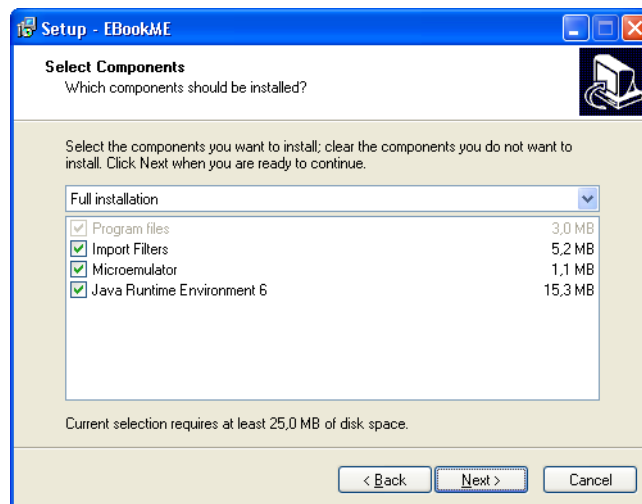 Setup - EBookME
Select Components
Which components should be installed?
Select the components you want to install; clear the components you do not want to
install. Click Next when you are ready to continue.
Full installation
Program files 3,0 MB
Import Filters 5,2 MB
Microemulator 1,1 MB
Java Runtime Environment 6 15,3 MB
Current selection requires at least 25,0 MB of disk space.
< Back Next > Cancel